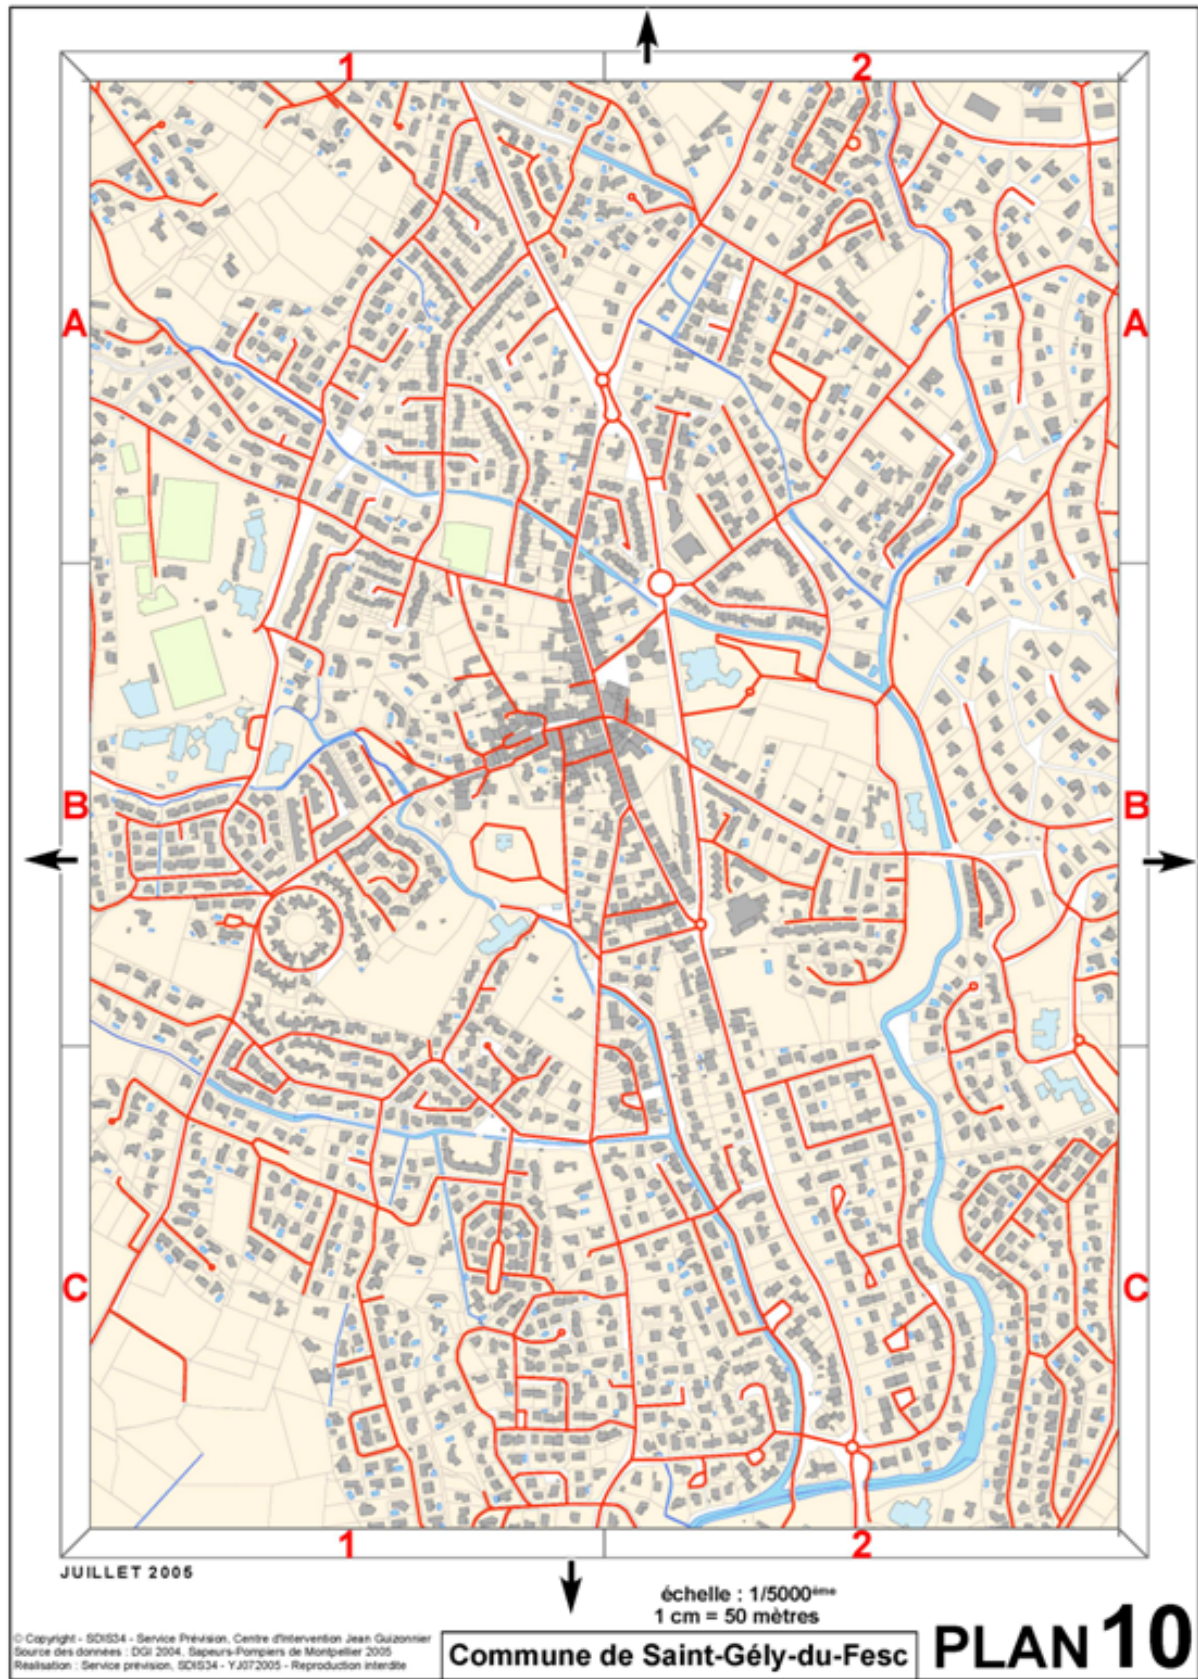 1 2
A A
B B
C C
1 2
JUILLET 2005
échelle : 1/5000ème
1 cm = 50 mètres
© Copyright - SDIS34 - Service Prévision, Centre d'Intervention Jean Guizonnier
Source des données : DGI 2004, Sapeurs-Pompiers de Montpellier 2005
Réalisation : Service prévision, SDIS34 - YJ072005 - Reproduction interdite
Commune de Saint-Gély-du-Fesc
PLAN 10